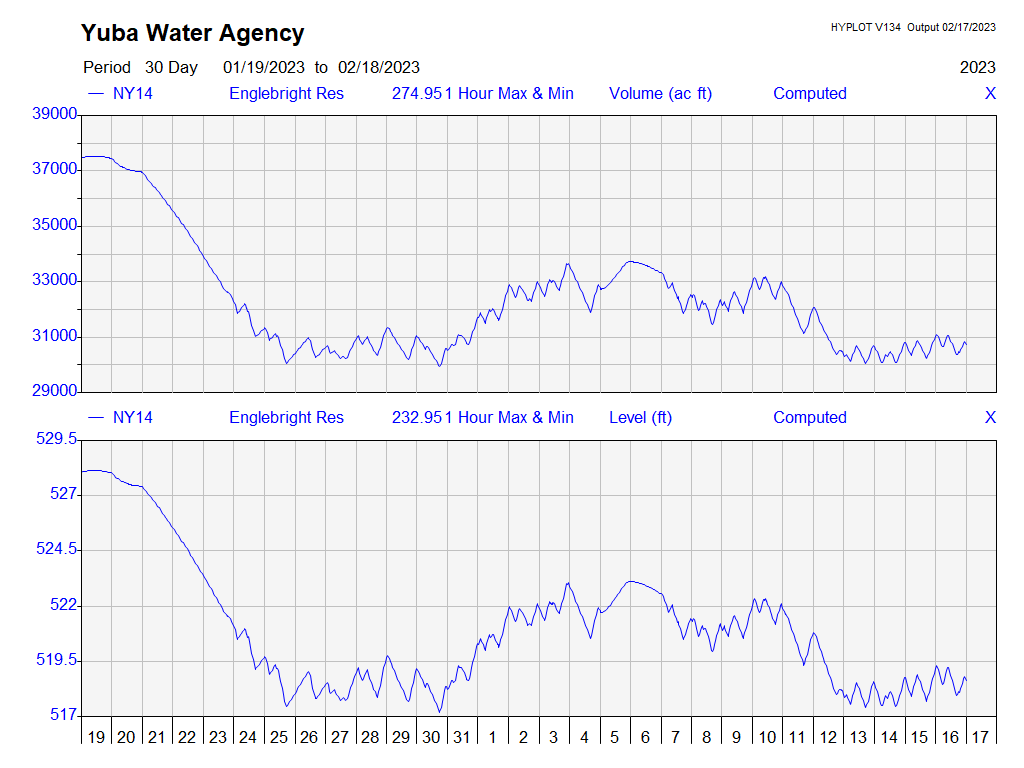 Yuba Water Agency
HYPLOT V134 Output 02/17/2023
Period 30 Day 01/19/2023 to 02/18/2023 2023
NY14 Englebright Res 274.951 Hour Max & Min Volume (ac ft) Computed X
39000
37000
35000
33000
31000
29000
NY14 Englebright Res 232.951 Hour Max & Min Level (ft) Computed X
529.5
527
524.5
522
519.5
517
19 20 21 22 23 24 25 26 27 28 29 30 31 1 2 3 4 5 6 7 8 9 10 11 12 13 14 15 16 17